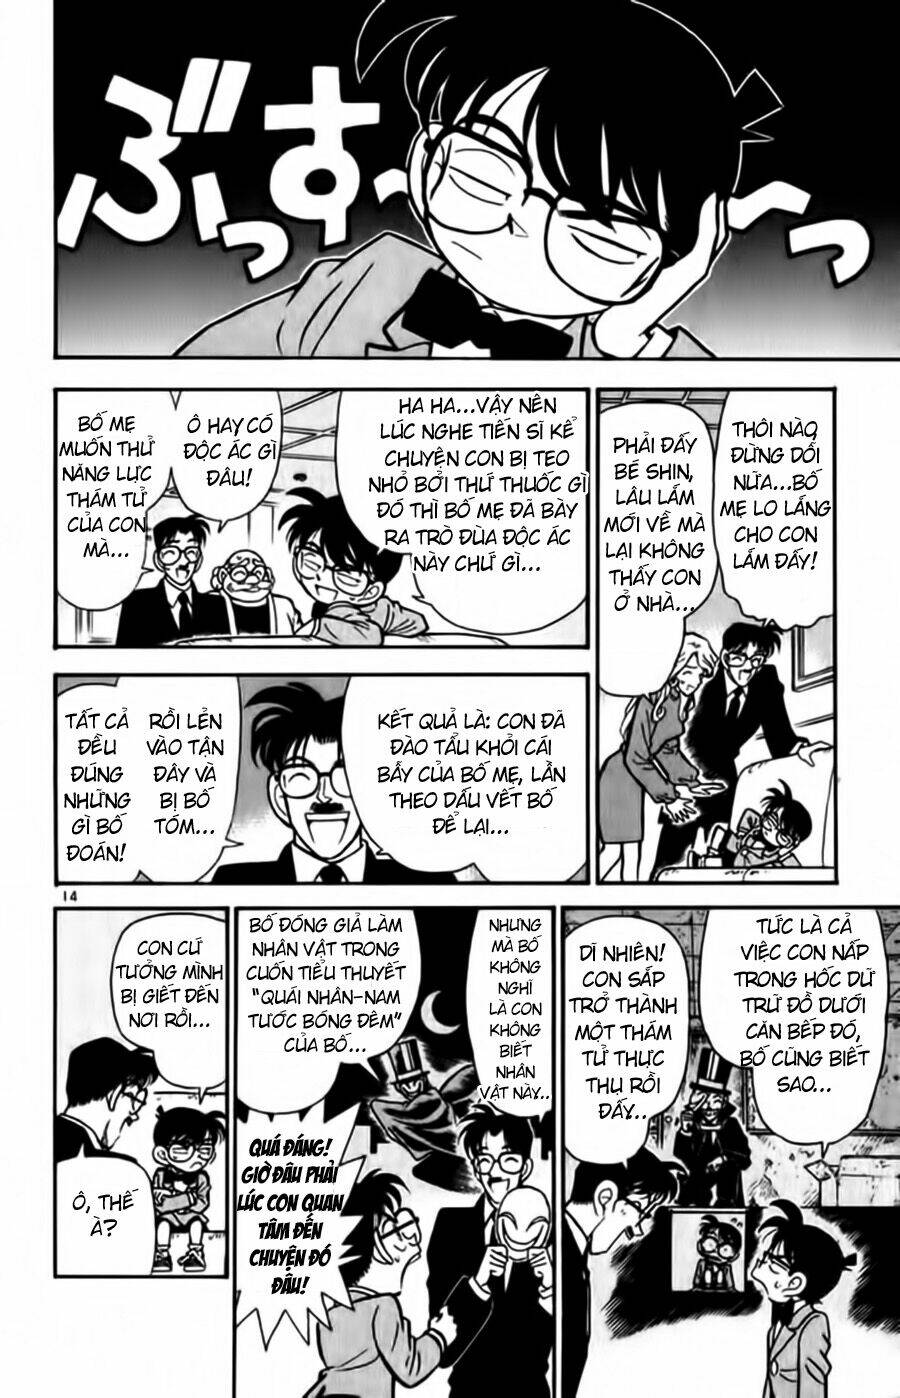 ぶっす～～っ
THÔI NÀO,
ĐỪNG DỐI
NỮA...BỐ
MẸ LO LẮNG
CHO CON
LẮM ĐẤY!
PHẢI ĐẤY
BÉ SHIN,
LÂU LẮM
MỚI VỀ MÀ
LẠI KHÔNG
THẤY CON
Ở NHÀ...
HA HA...VẬY NÊN
LÚC NGHE TIẾN SĨ KỂ
CHUYỆN CON BỊ TEO
NHỎ BỞI THỨ THUỐC GÌ
ĐÓ THÌ BỐ MẸ ĐÃ BÀY
RA TRÒ ĐÙA ĐỘC ÁC
NÀY CHỨ GÌ...
Ô HAY CÓ
ĐỘC ÁC GÌ
ĐÂU!
BỐ MẸ
MUỐN THỬ
NĂNG LỰC
THÁM TỬ
CỦA CON
MÀ...
KẾT QUẢ LÀ: CON ĐÃ
ĐÀO TẨU KHỎI CÁI
BẪY CỦA BỐ MẸ, LẦN
THEO DẤU VẾT BỐ
ĐỂ LẠI...
RỒI LẺN
VÀO TẬN
ĐÂY VÀ
BỊ BỐ
TÓM...
TẤT CẢ
ĐỀU
ĐÚNG
NHỮNG
GÌ BỐ
ĐOÁN!
14
TỨC LÀ CẢ
VIỆC CON NẤP
TRONG HỐC DỰ
TRỮ ĐỒ DƯỚI
CĂN BẾP ĐÓ,
BỐ CŨNG BIẾT
SAO...
DĨ NHIÊN!
CON SẮP
TRỞ THÀNH
MỘT THÁM
TỬ THỰC
THỤ RỒI
ĐẤY...
NHƯNG
MÀ BỐ
KHÔNG
NGHĨ
LÀ CON
KHÔNG
BIẾT
NHÂN
VẬT NÀY...
BỐ ĐÓNG GIẢ LÀM
NHÂN VẬT TRONG
CUỐN TIỂU THUYẾT
"QUÁI NHÂN-NAM
TƯỚC BÓNG ĐÊM"
CỦA BỐ...
QUÁ ĐÁNG!
GIỜ ĐÂU PHẢI
LÚC CON QUAN
TÂM ĐẾN
CHUYỆN ĐÓ
ĐÂU!
CON CỨ
TƯỞNG MÌNH
BỊ GIẾT ĐẾN
NƠI RỒI...
Ô, THẾ
À?